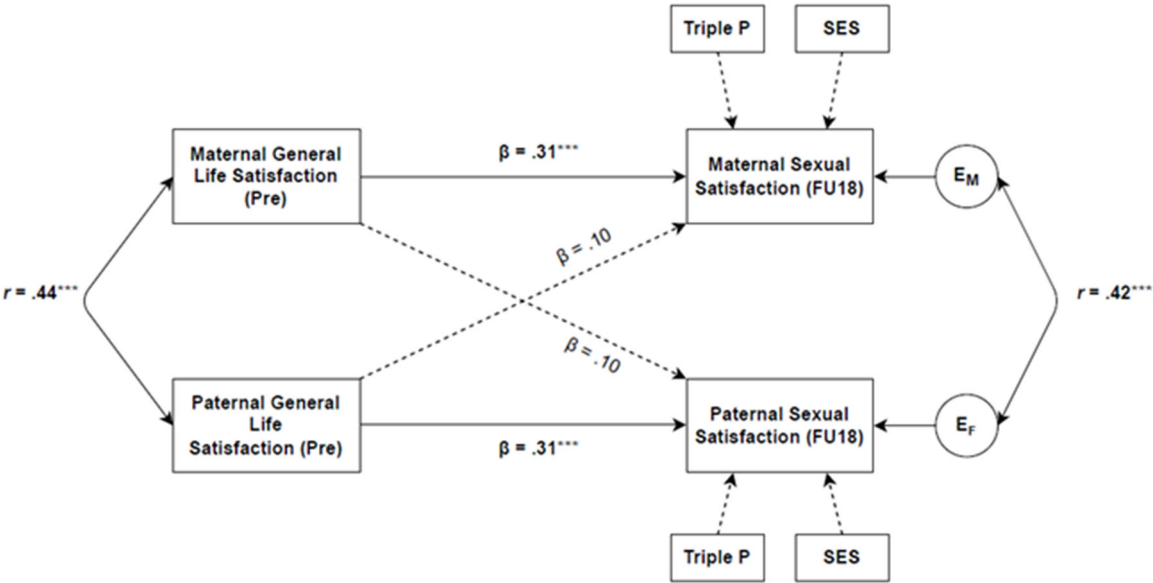 Triple P
SES
Maternal General
Life Satisfaction
(Pre)
β = .31***
Maternal Sexual
Satisfaction (FU18)
EM
β = .10
r = .44***
r = .42***
β = .10
Paternal General
Life
Satisfaction (Pre)
β = .31***
Paternal Sexual
Satisfaction (FU18)
EF
Triple P
SES